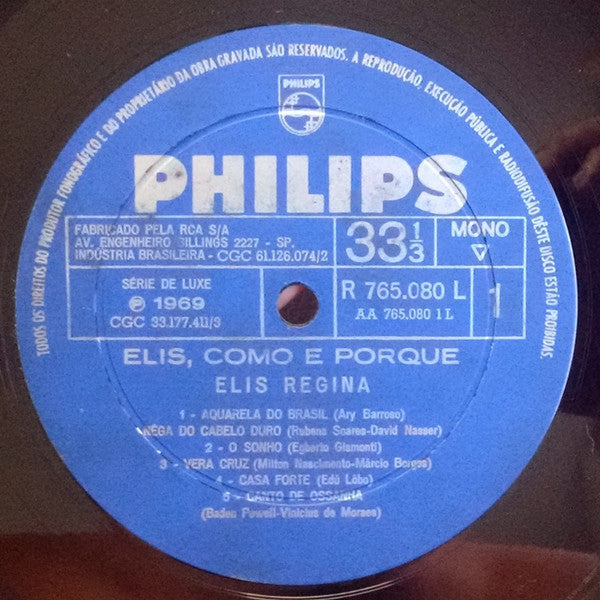 TODOS OS DIREITOS DO PRODUTOR FONOGRÁFICO E DO PROPRIETÁRIO DA OBRA GRAVADA SÃO RESERVADOS. A REPRODUÇÃO, EXECUÇÃO PÚBLICA E RADIODIFUSÃO DÊSTE DISCO ESTÃO PROIBIDAS.
PHILIPS
PHILIPS
FABRICADO PELA RCA S/A
AV. ENGENHEIRO BILLINGS 2227 - SP.
INDÚSTRIA BRASILEIRA - CGC 61.126.074/2
33 1/3
MONO
SÉRIE DE LUXE
℗ 1969
CGC 33.177.411/3
R 765.080 L
AA 765.080 1 L
1
ELIS, COMO E PORQUE
ELIS REGINA
1 - AQUARELA DO BRASIL (Ary Barroso)
NÊGA DO CABELO DURO (Rubens Soares-David Nasser)
2 - O SONHO (Egberto Gismonti)
3 - VERA CRUZ (Milton Nascimento-Márcio Borges)
4 - CASA FORTE (Edú Lôbo)
5 - CANTO DE OSSANHA
(Baden Powell-Vinicius de Moraes)